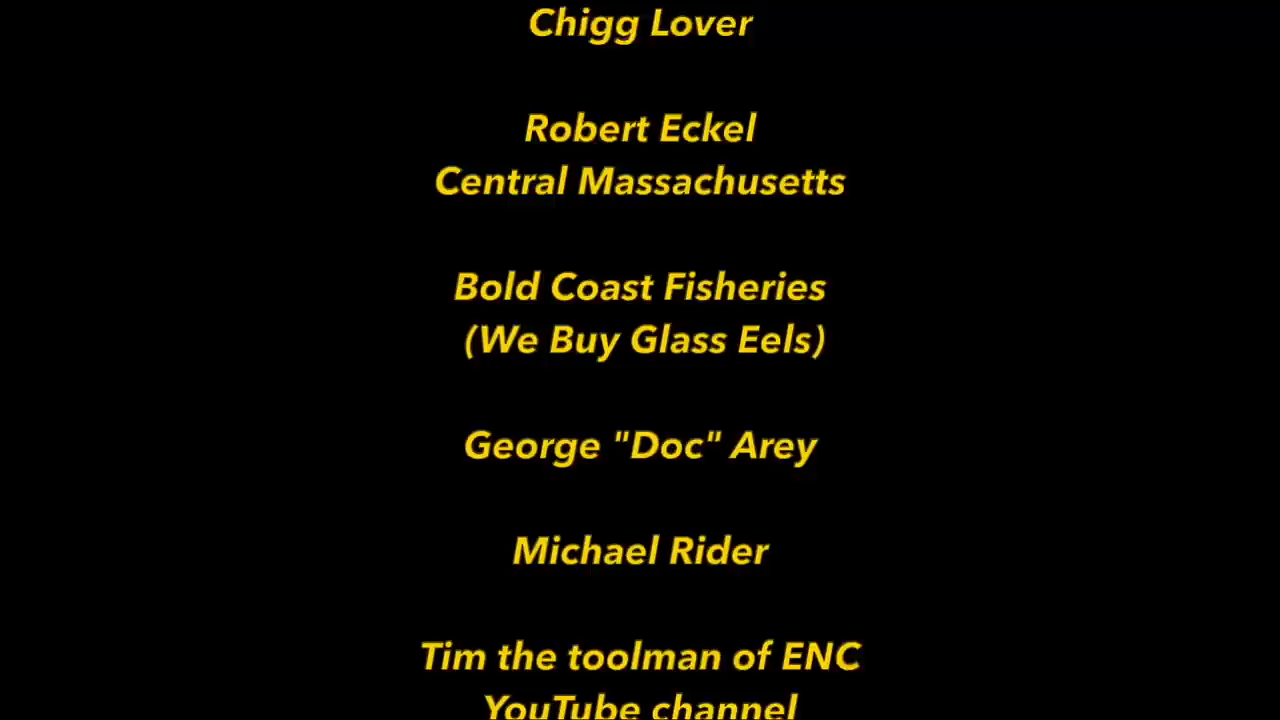 Chigg Lover
Robert Eckel
Central Massachusetts
Bold Coast Fisheries
(We Buy Glass Eels)
George "Doc" Arey
Michael Rider
Tim the toolman of ENC
YouTube channel